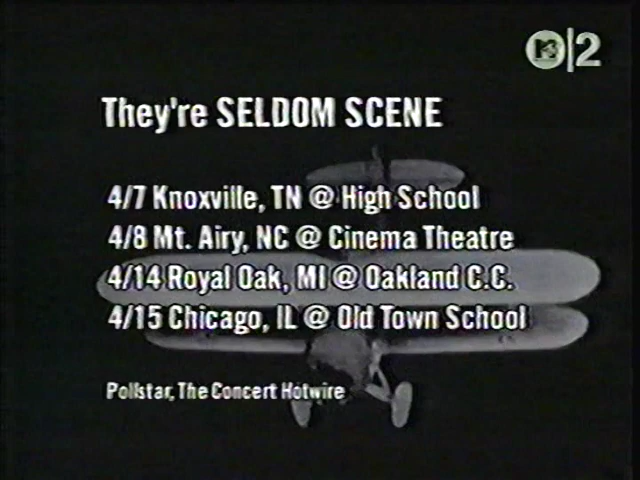 M|2
They're SELDOM SCENE
4/7 Knoxville, TN @ High School
4/8 Mt. Airy, NC @ Cinema Theatre
4/14 Royal Oak, MI @ Oakland C.C.
4/15 Chicago, IL @ Old Town School
Pollstar, The Concert Hotwire